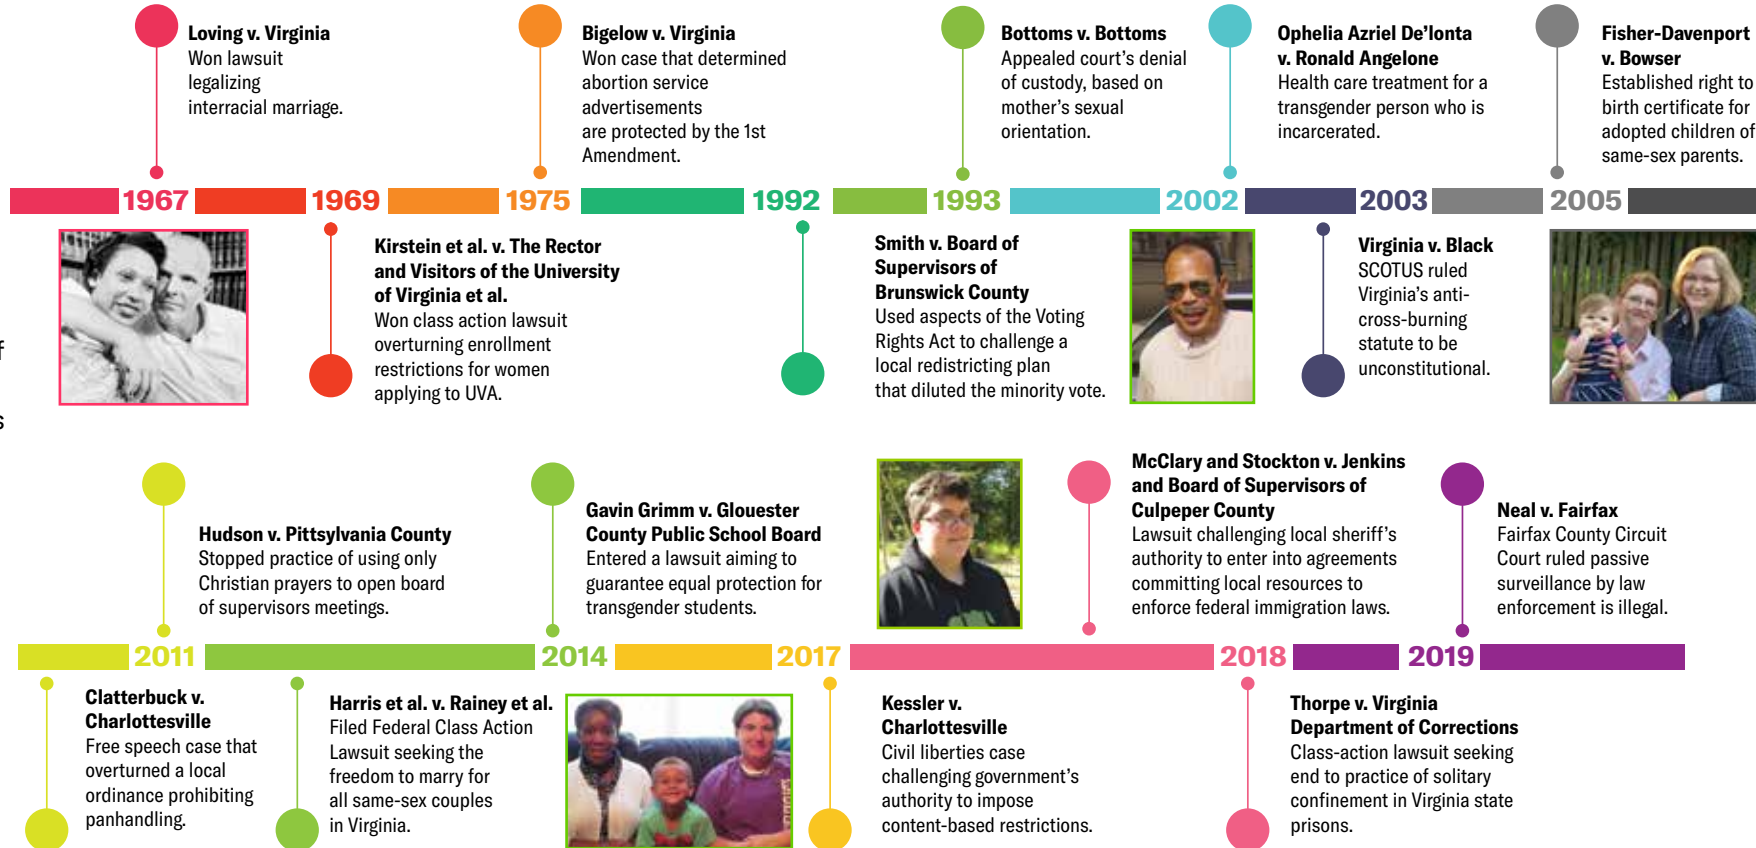 Loving v. Virginia
Won lawsuit
legalizing
interracial marriage.
Bigelow v. Virginia
Won case that determined
abortion service
advertisements
are protected by the 1st
Amendment.
Bottoms v. Bottoms
Appealed court's denial
of custody, based on
mother's sexual
orientation.
Ophelia Azriel De'lonta
v. Ronald Angelone
Health care treatment for a
transgender person who is
incarcerated.
Fisher-Davenport
v. Bowser
Established right to
birth certificate for
adopted children of
same-sex parents.
1967 1969 1975 1992 1993 2002 2003 2005
Kirstein et al. v. The Rector
and Visitors of the University
of Virginia et al.
Won class action lawsuit
overturning enrollment
restrictions for women
applying to UVA.
Smith v. Board of
Supervisors of
Brunswick County
Used aspects of the Voting
Rights Act to challenge a
local redistricting plan
that diluted the minority vote.
Virginia v. Black
SCOTUS ruled
Virginia's anti-
cross-burning
statute to be
unconstitutional.
f
s
Hudson v. Pittsylvania County
Stopped practice of using only
Christian prayers to open board
of supervisors meetings.
Gavin Grimm v. Glouester
County Public School Board
Entered a lawsuit aiming to
guarantee equal protection for
transgender students.
McClary and Stockton v. Jenkins
and Board of Supervisors of
Culpeper County
Lawsuit challenging local sheriff's
authority to enter into agreements
committing local resources to
enforce federal immigration laws.
Neal v. Fairfax
Fairfax County Circuit
Court ruled passive
surveillance by law
enforcement is illegal.
2011 2014 2017 2018 2019
Clatterbuck v.
Charlottesville
Free speech case that
overturned a local
ordinance prohibiting
panhandling.
Harris et al. v. Rainey et al.
Filed Federal Class Action
Lawsuit seeking the
freedom to marry for
all same-sex couples
in Virginia.
Kessler v.
Charlottesville
Civil liberties case
challenging government's
authority to impose
content-based restrictions.
Thorpe v. Virginia
Department of Corrections
Class-action lawsuit seeking
end to practice of solitary
confinement in Virginia state
prisons.